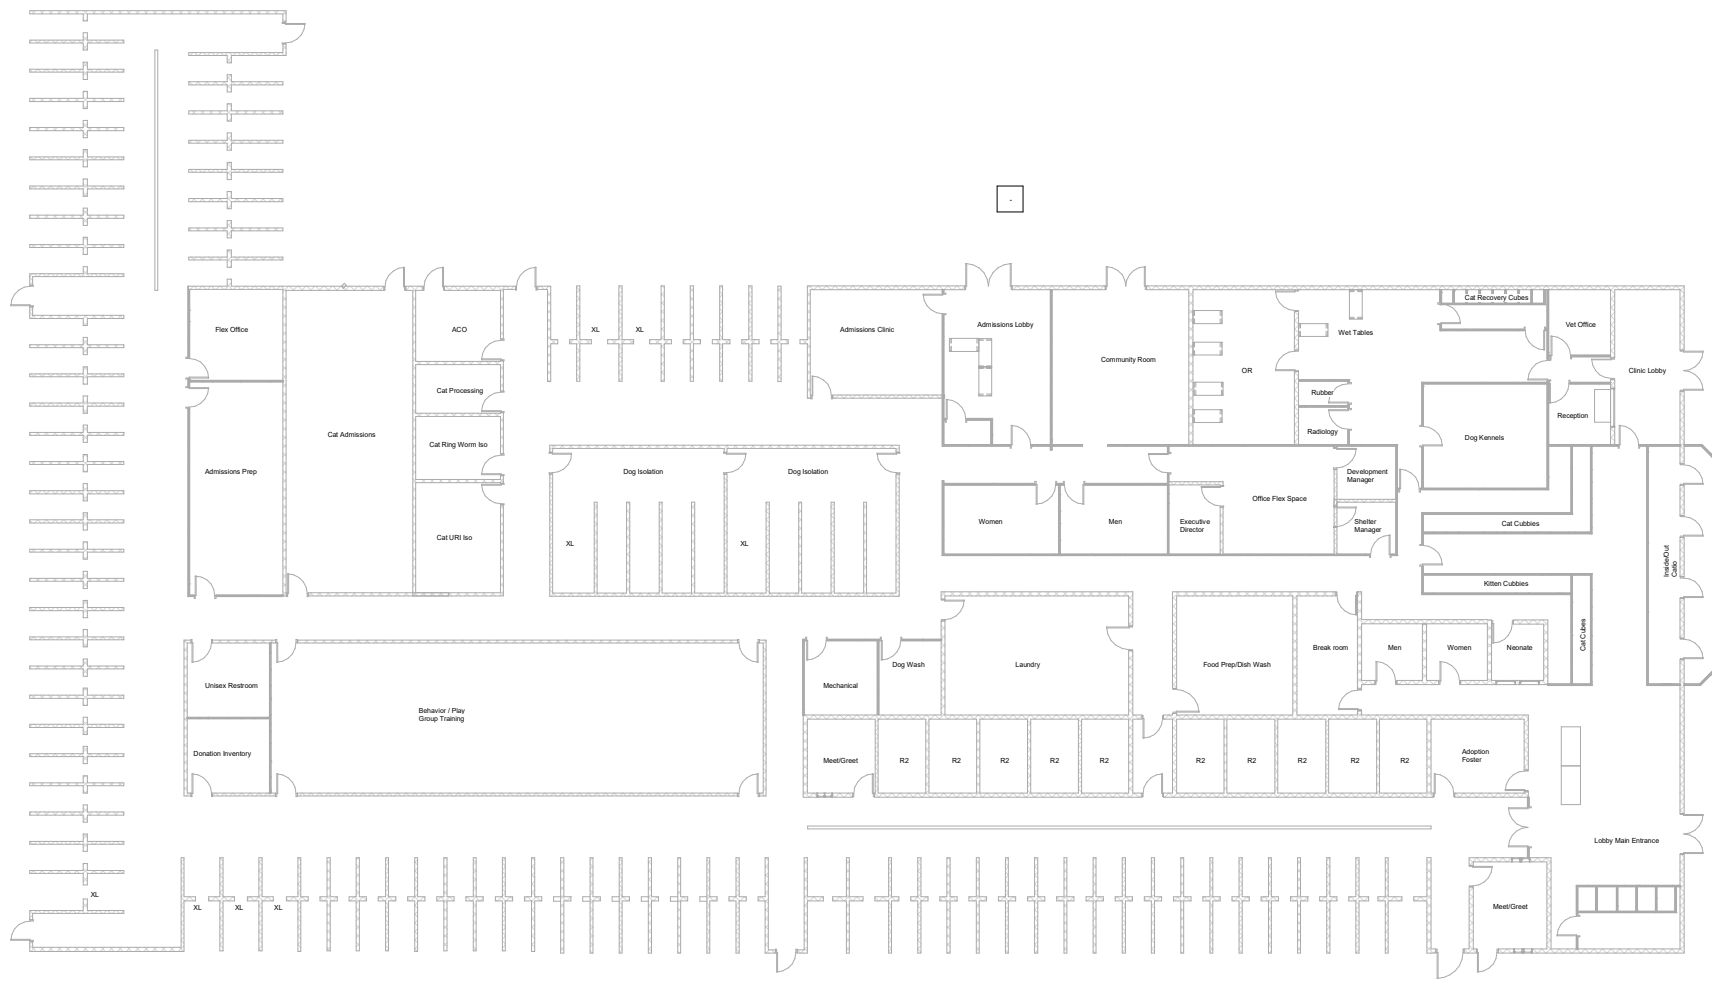 Cat Recovery Cubes
Flex Office
ACO
XL
XL
Admissions Clinic
Admissions Lobby
Community Room
Wet Tables
Vet Office
OR
Clinic Lobby
Cat Processing
Rubber
Reception
Cat Admissions
Cat Ring Worm Iso
Radiology
Dog Kennels
Admissions Prep
Dog Isolation
Dog Isolation
Development
Manager
Office Flex Space
Women
Men
Executive
Director
Shelter
Manager
Cat Cubbies
Cat URI Iso
XL
XL
Inside/Out
Catio
Kitten Cubbies
Cat Cubes
Unisex Restroom
Mechanical
Dog Wash
Laundry
Food Prep/Dish Wash
Break room
Men
Women
Neonate
Behavior / Play
Group Training
Donation Inventory
Meet/Greet
R2
R2
R2
R2
R2
R2
R2
R2
R2
R2
Adoption
Foster
Lobby Main Entrance
XL
XL
XL
XL
Meet/Greet